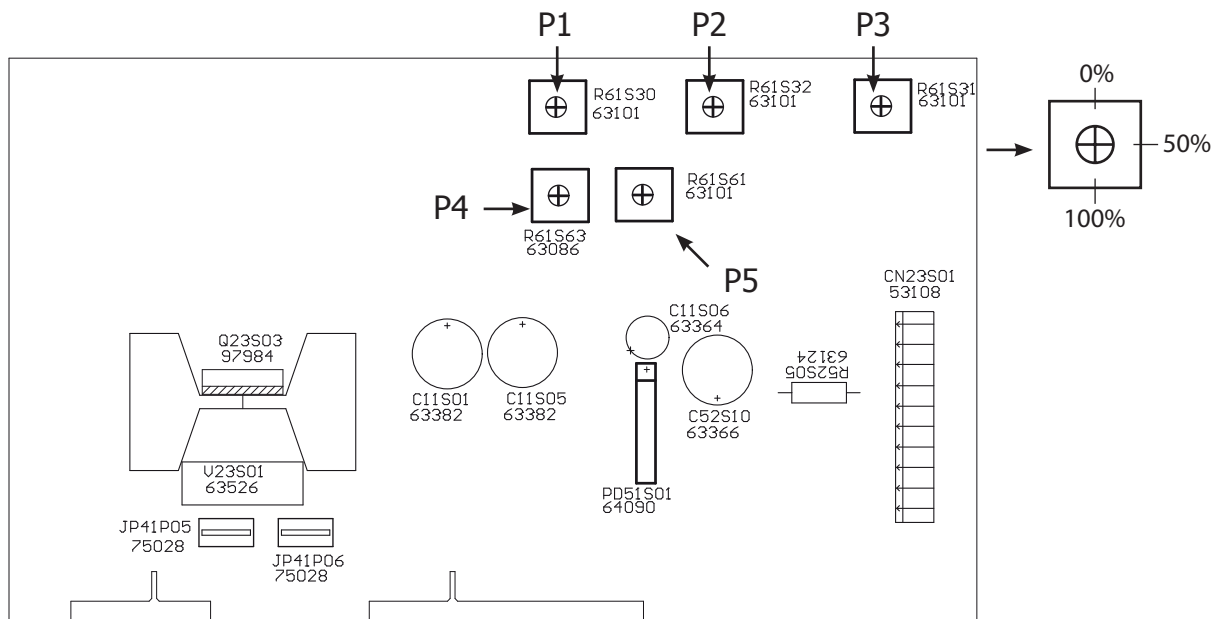 P1
P2
P3
R61S30
63101
R61S32
63101
R61S31
63101
0%
50%
100%
P4
R61S63
63086
R61S61
63101
P5
CN23S01
53108
Q23S03
97984
C11S01
63382
C11S05
63382
C11S06
63364
C52S10
63366
R52S05
63124
V23S01
63526
PD51S01
64090
JP41P05
75028
JP41P06
75028